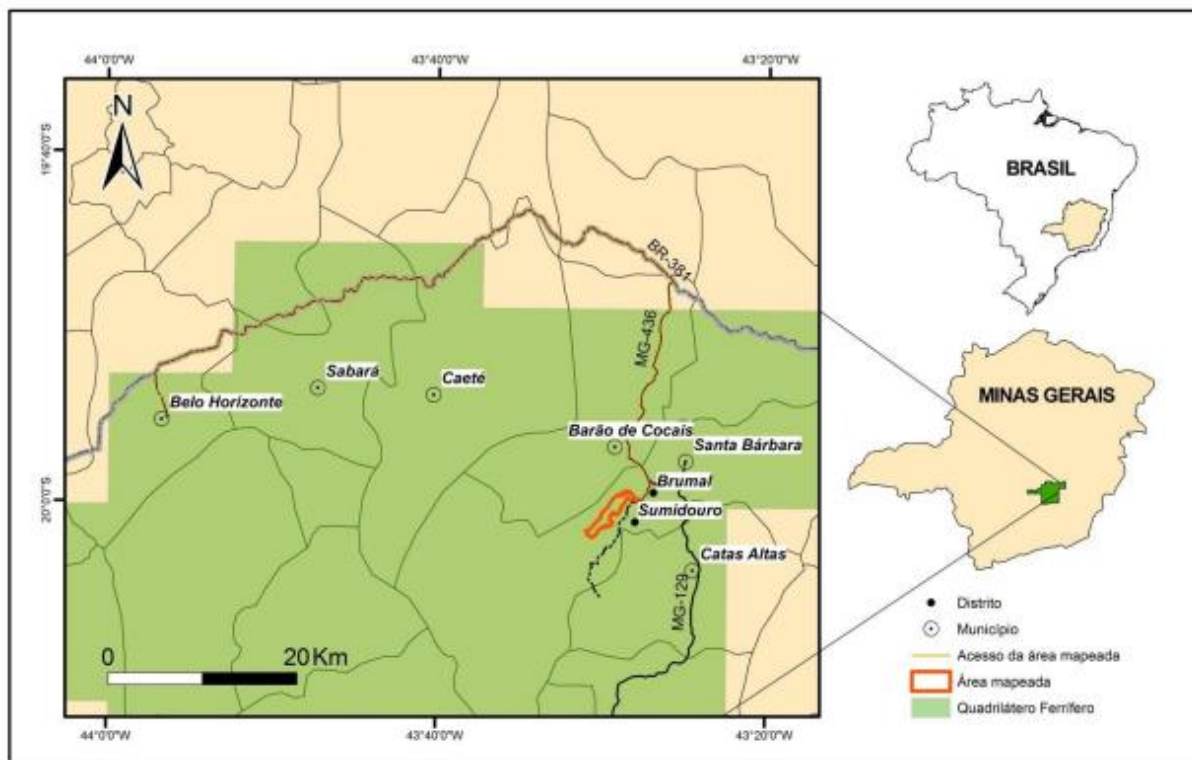 44°0'0"W
43°40'0"W
43°20'0"W
N
19°40'0"S
20°0'0"S
BR-381
MG-436
Sabará
Caeté
Belo Horizonte
Barão de Cocais
Santa Bárbara
Brumal
Sumidouro
Catas Altas
MG-129
0 20 Km
44°0'0"W
43°40'0"W
43°20'0"W
BRASIL
MINAS GERAIS
Distrito
Município
Acesso da área mapeada
Área mapeada
Quadrilátero Ferrífero